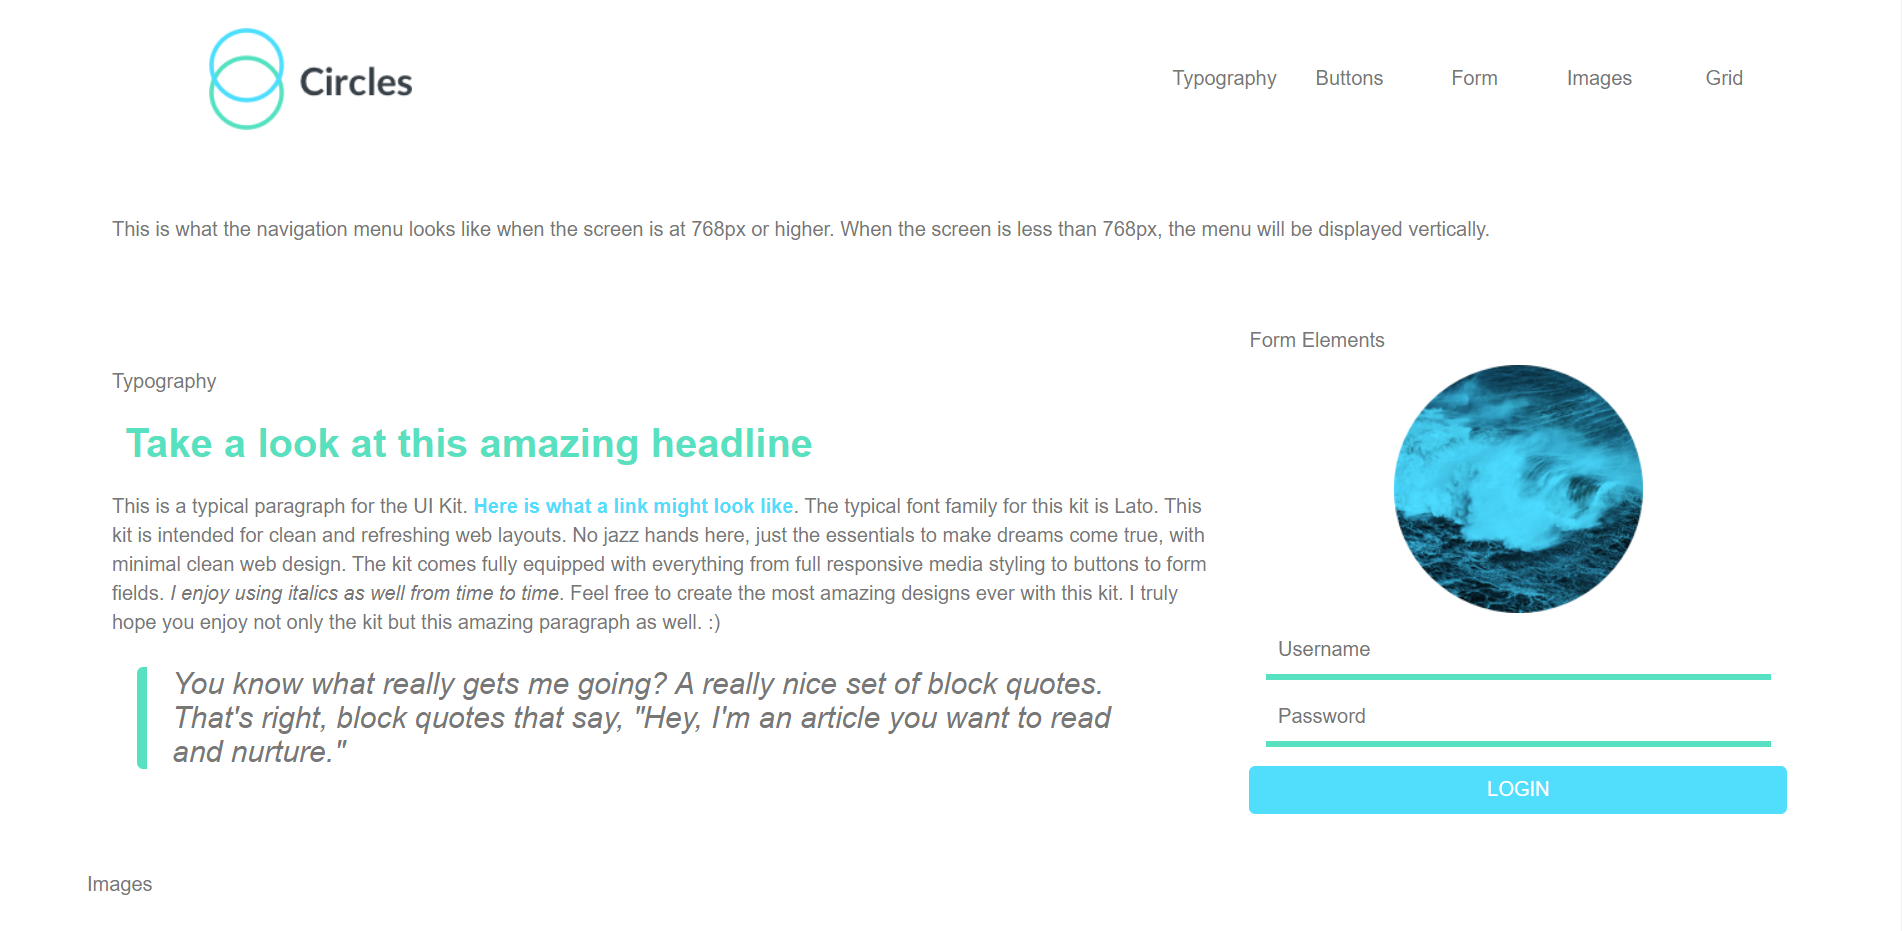 Circles
Typography Buttons Form Images Grid
This is what the navigation menu looks like when the screen is at 768px or higher. When the screen is less than 768px, the menu will be displayed vertically.
Typography
Take a look at this amazing headline
This is a typical paragraph for the UI Kit. Here is what a link might look like. The typical font family for this kit is Lato. This
kit is intended for clean and refreshing web layouts. No jazz hands here, just the essentials to make dreams come true, with
minimal clean web design. The kit comes fully equipped with everything from full responsive media styling to buttons to form
fields. I enjoy using italics as well from time to time. Feel free to create the most amazing designs ever with this kit. I truly
hope you enjoy not only the kit but this amazing paragraph as well. :)
You know what really gets me going? A really nice set of block quotes.
That's right, block quotes that say, "Hey, I'm an article you want to read
and nurture."
Form Elements
Username
Password
LOGIN
Images